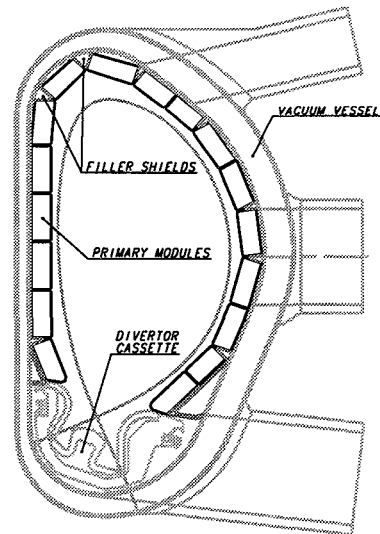 VACUUM VESSEL
FILLER SHIELDS
PRIMARY MODULES
DIVERTOR
CASSETTE